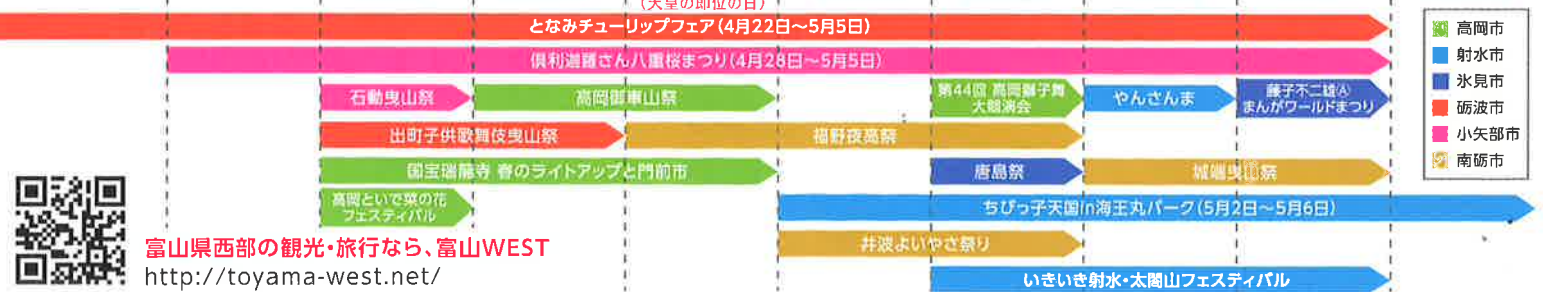 (天皇の即位の日)
となみチューリップフェア(4月22日～5月5日)
倶利迦羅さん八重桜まつり(4月28日～5月5日)
石動曳山祭
高岡御車山祭
第44回 高岡獅子舞
大競演会
やんさんま
藤子不二雄Ⓐ
まんがワールドまつり
出町子供歌舞伎曳山祭
福野夜高祭
国宝瑞龍寺 春のライトアップと門前市
唐島祭
城端曳山祭
高岡といで菜の花
フェスティバル
ちびっ子天国in海王丸パーク(5月2日～5月6日)
井波よいやさ祭り
いきいき射水・太閤山フェスティバル
高岡市
射水市
氷見市
砺波市
小矢部市
南砺市
富山県西部の観光・旅行なら、富山WEST
http://toyama-west.net/